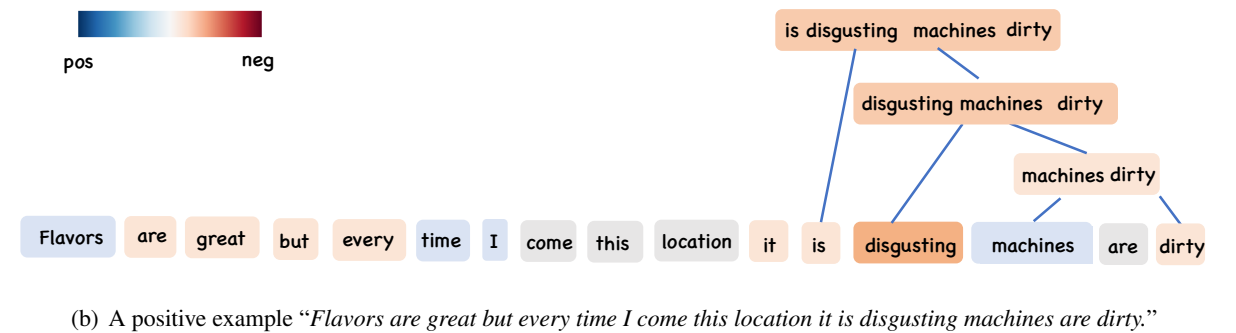 pos neg
is disgusting machines dirty
disgusting machines dirty
machines dirty
Flavors are great but every time I come this location it is disgusting machines are dirty
(b) A positive example “Flavors are great but every time I come this location it is disgusting machines are dirty.”